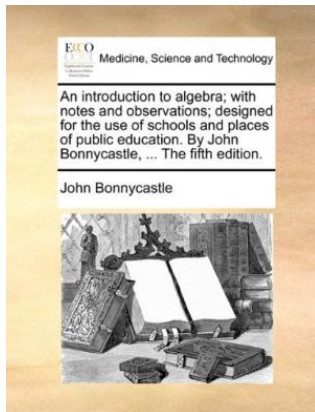 ECCO
Medicine, Science and Technology
An introduction to algebra; with
notes and observations; designed
for the use of schools and places
of public education. By John
Bonnycastle, ... The fifth edition.
John Bonnycastle